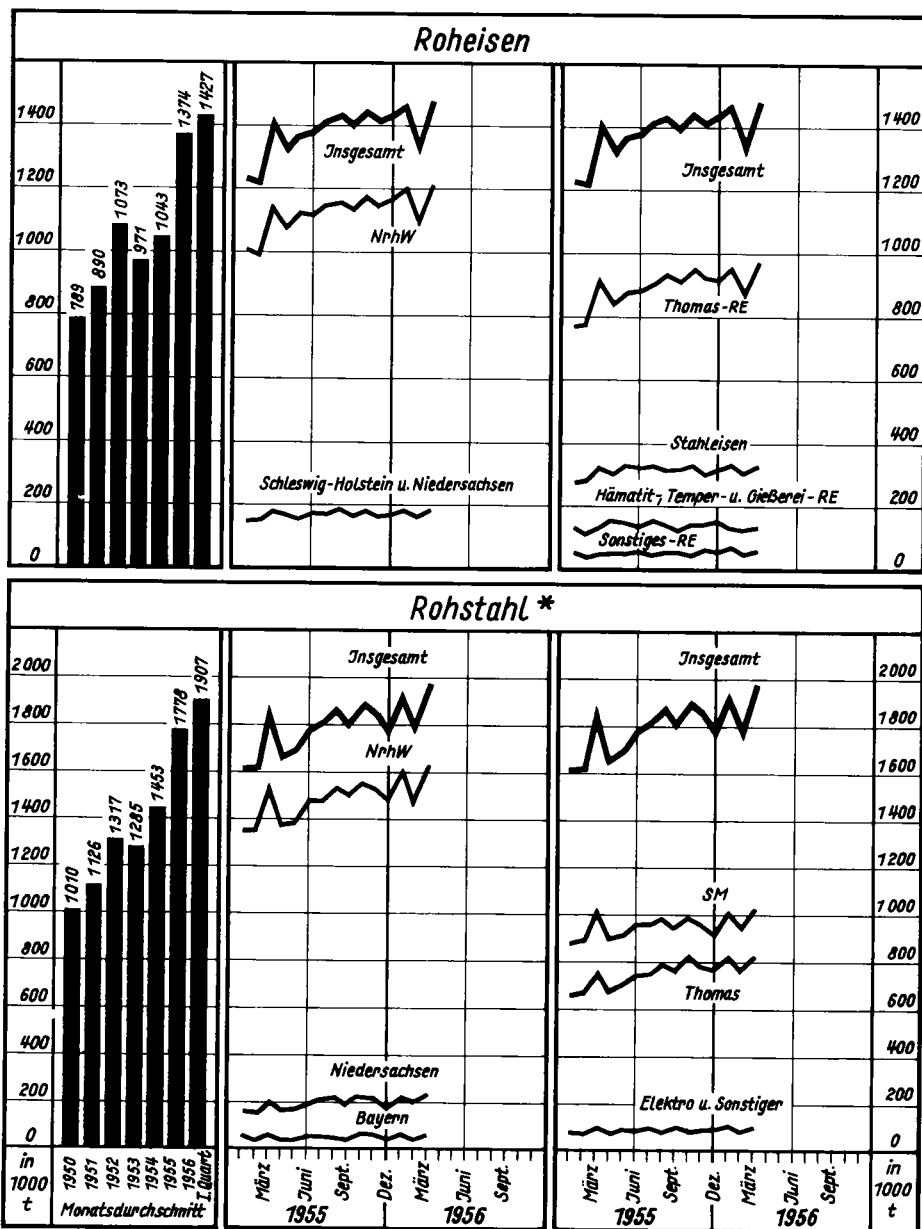 Roheisen
1400
1200
1000
800
600
400
200
0
789
890
1073
971
1043
1374
1427
Insgesamt
NrhW
Schleswig-Holstein u. Niedersachsen
Insgesamt
Thomas-RE
Stahleisen
Hämatit-, Temper- u. Gießerei-RE
Sonstiges-RE
1400
1200
1000
800
600
400
200
0
Rohstahl *
2000
1800
1600
1400
1200
1000
800
600
400
200
0
1010
1126
1317
1285
1453
1778
1907
Insgesamt
NrhW
Niedersachsen
Bayern
Insgesamt
SM
Thomas
Elektro u. Sonstiger
2000
1800
1600
1400
1200
1000
800
600
400
200
0
in
1000
t
1950
1951
1952
1953
1954
1955
1956
I. Quart
Monatsdurchschnitt
März
Juni
Sept.
Dez.
März
Juni
Sept.
1955
1956
März
Juni
Sept.
Dez.
März
Juni
Sept.
1955
1956
in
1000
t